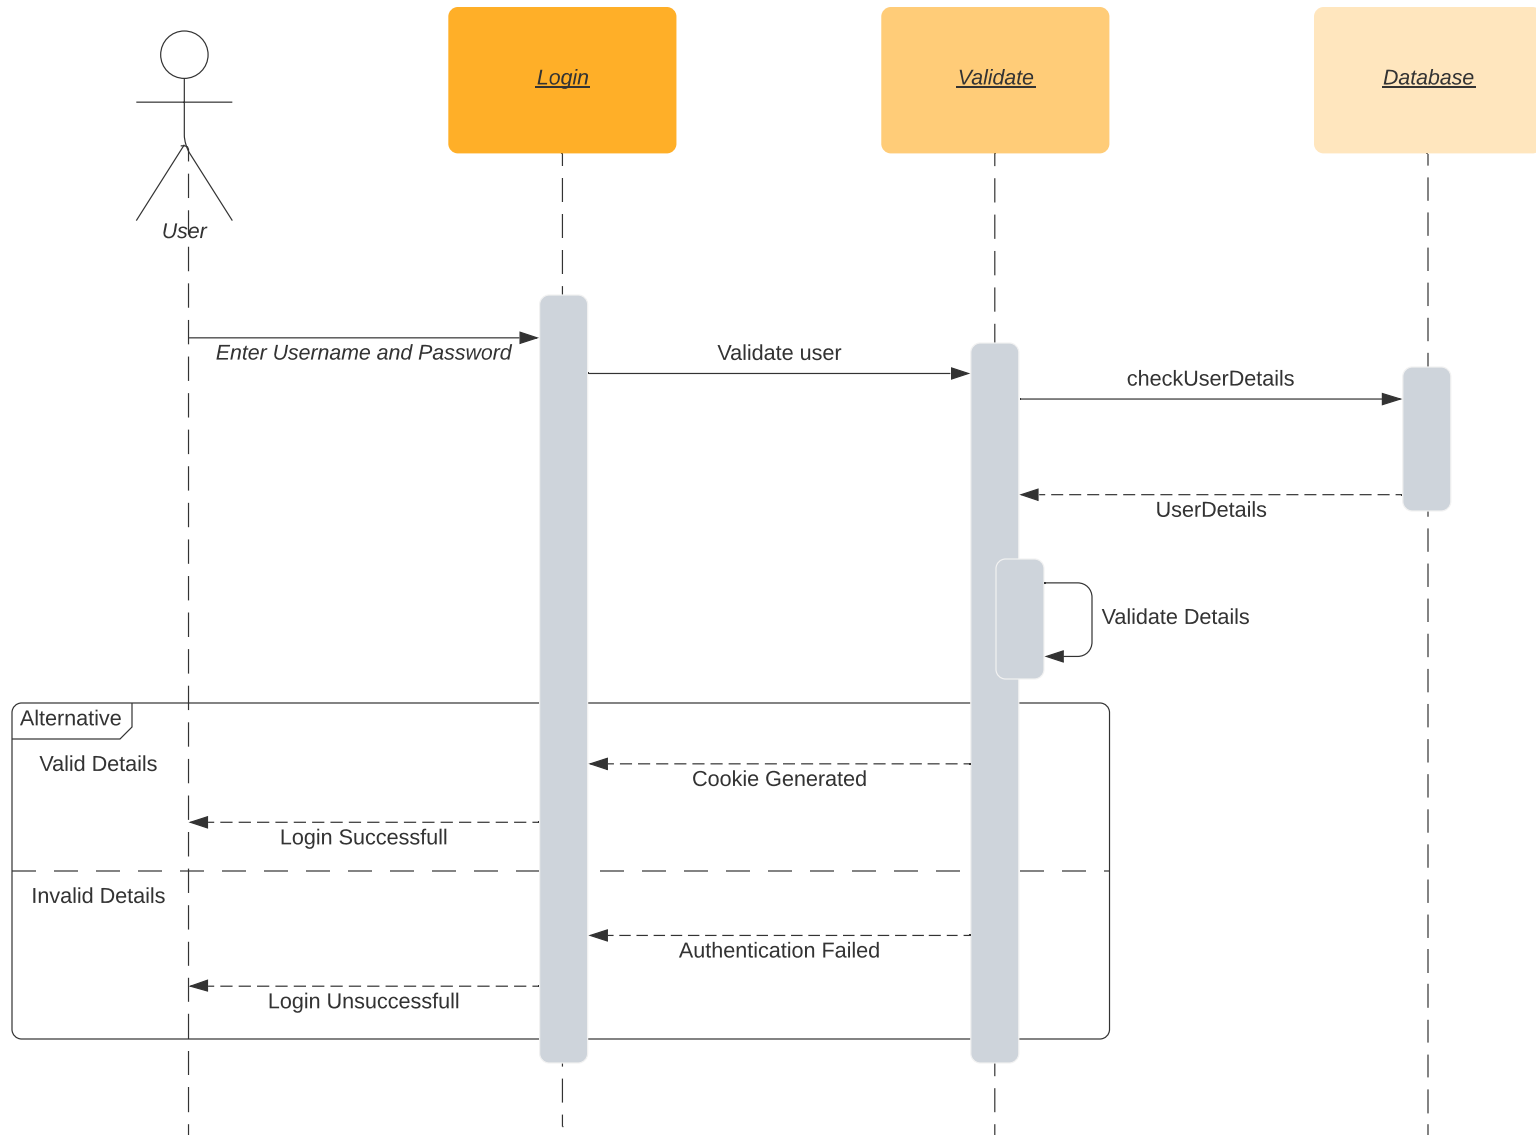 Login
Validate
Database
User
Enter Username and Password
Validate user
checkUserDetails
UserDetails
Validate Details
Alternative
Valid Details
Cookie Generated
Login Successfull
Invalid Details
Authentication Failed
Login Unsuccessfull